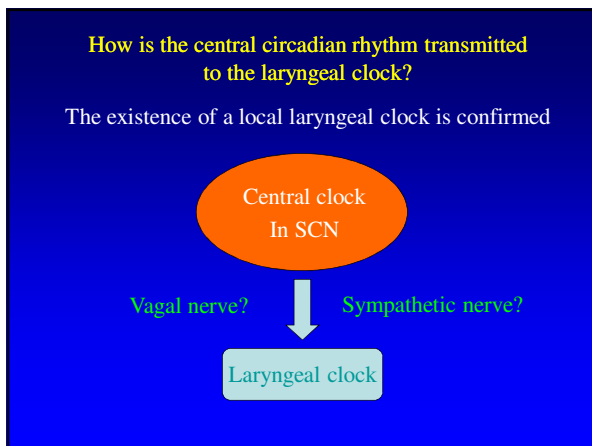 How is the central circadian rhythm transmitted
to the laryngeal clock?
The existence of a local laryngeal clock is confirmed
Central clock
In SCN
Vagal nerve?
Sympathetic nerve?
Laryngeal clock